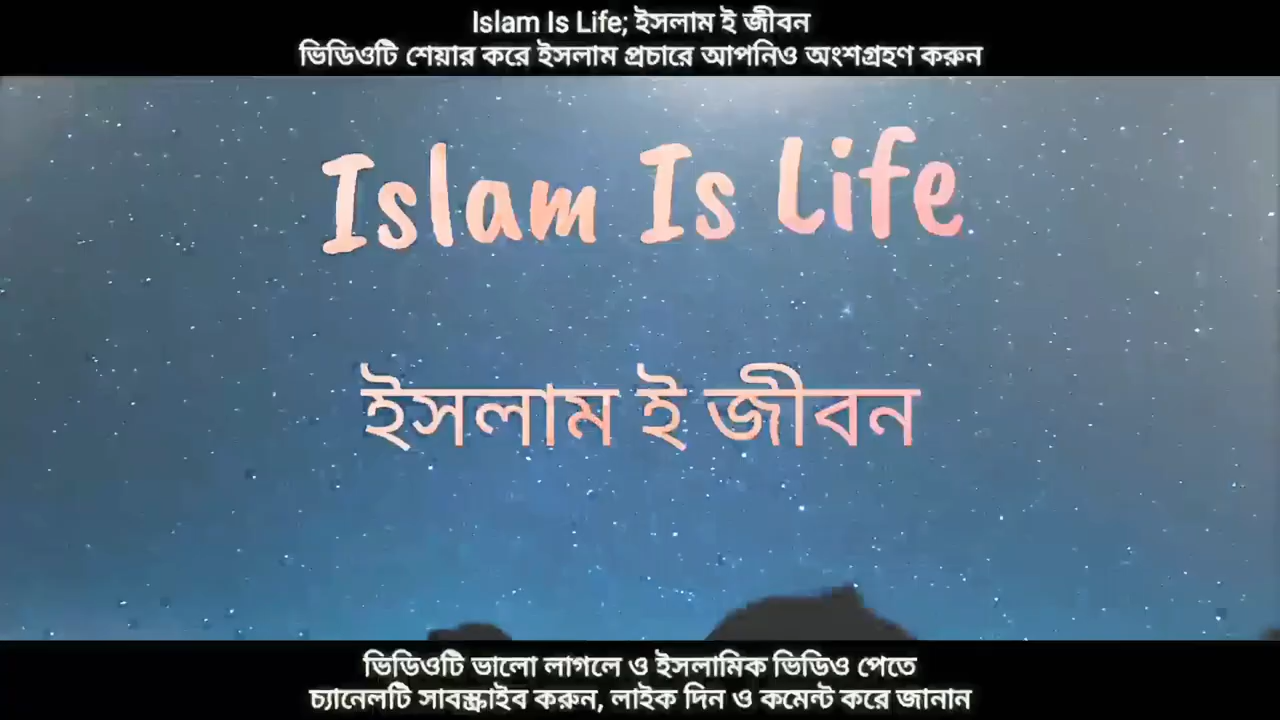 Islam Is Life; ইসলাম ই জীবন
ভিডিওটি শেয়ার করে ইসলাম প্রচারে আপনিও অংশগ্রহণ করুন
Islam Is Life
ইসলাম ই জীবন
ভিডিওটি ভালো লাগলে ও ইসলামিক ভিডিও পেতে
চ্যানেলটি সাবস্ক্রাইব করুন, লাইক দিন ও কমেন্ট করে জানান